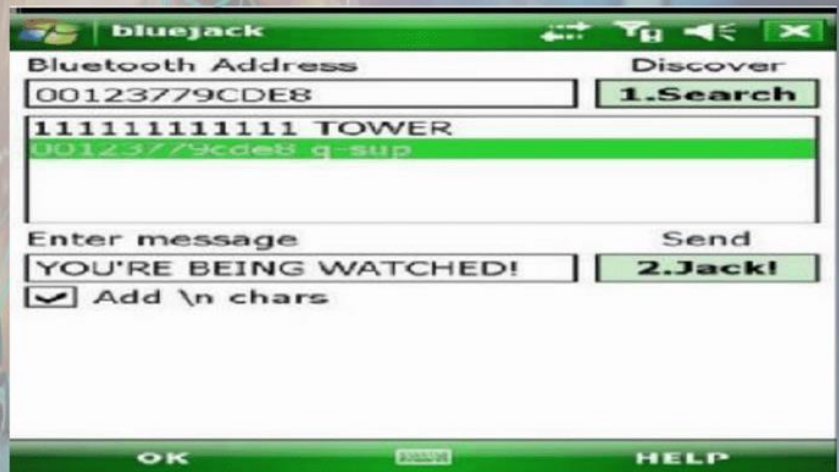 bluejack
Bluetooth Address Discover
00123779CDE8 1.Search
111111111111 TOWER
00123779cde8 q-sup
Enter message Send
YOU'RE BEING WATCHED! 2.Jack!
Add \n chars
OK HELP